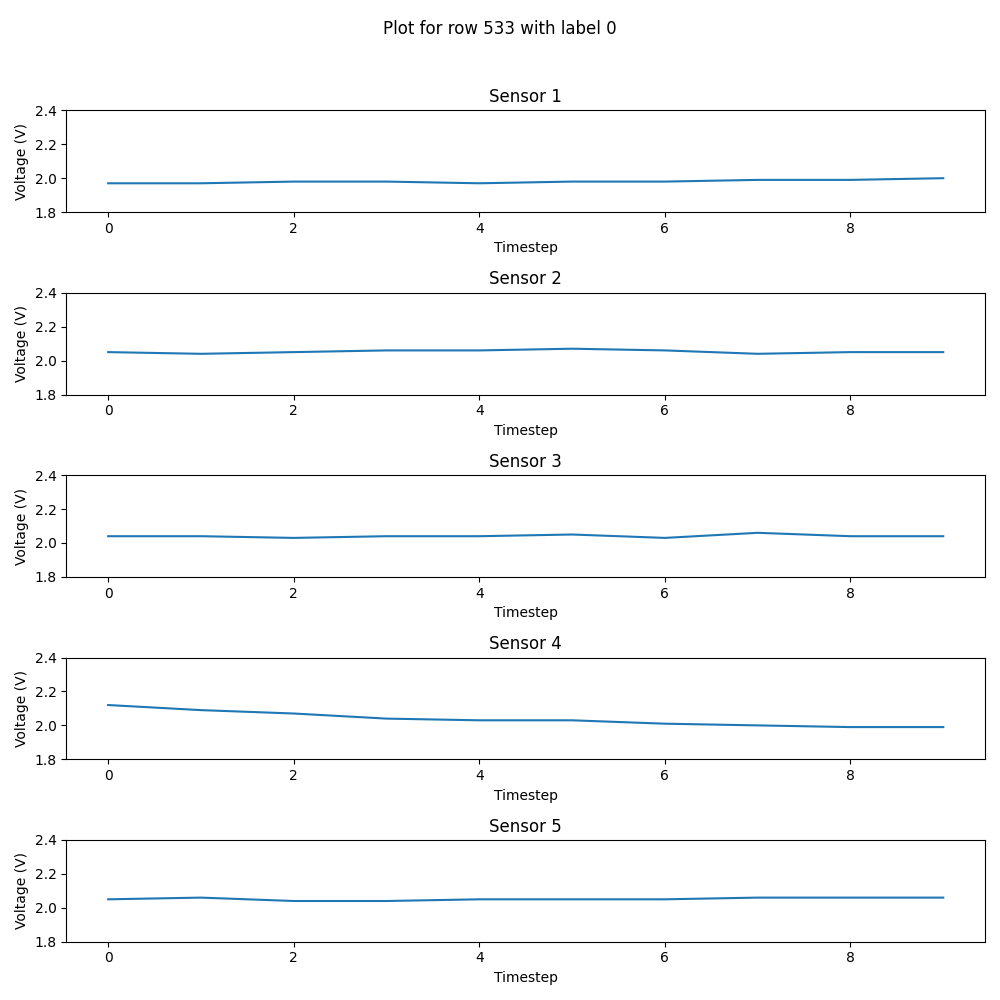 Plot for row 533 with label 0
Sensor 1
2.4
2.2
2.0
1.8
Voltage (V)
0 2 4 6 8
Timestep
Sensor 2
2.4
2.2
2.0
1.8
Voltage (V)
0 2 4 6 8
Timestep
Sensor 3
2.4
2.2
2.0
1.8
Voltage (V)
0 2 4 6 8
Timestep
Sensor 4
2.4
2.2
2.0
1.8
Voltage (V)
0 2 4 6 8
Timestep
Sensor 5
2.4
2.2
2.0
1.8
Voltage (V)
0 2 4 6 8
Timestep